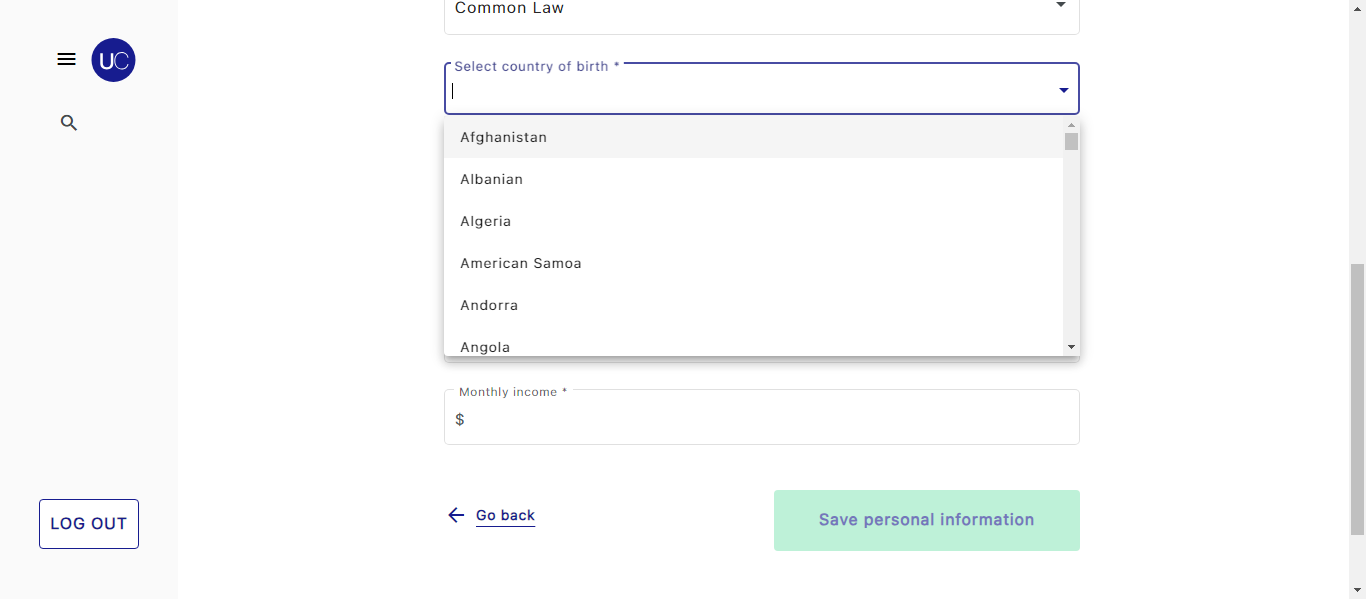 Common Law
UC
Select country of birth *
Afghanistan
Albanian
Algeria
American Samoa
Andorra
Angola
Monthly income *
$
Go back
Save personal information
LOG OUT